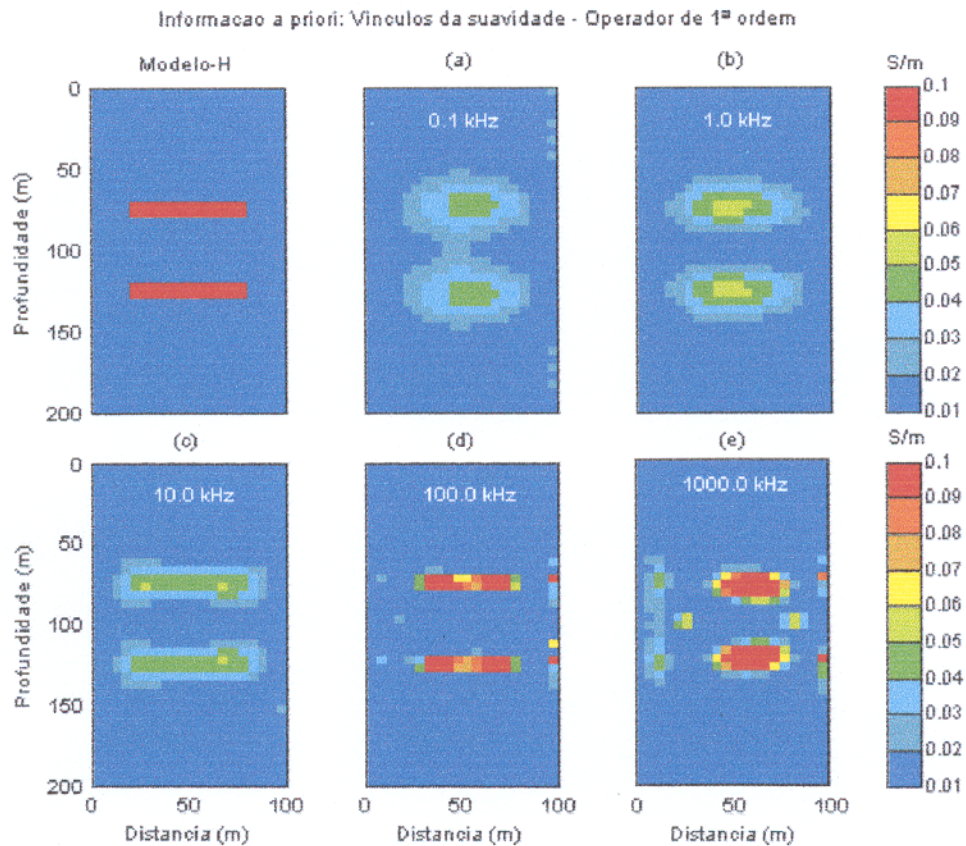 Informacao a priori: Vinculos da suavidade - Operador de 1ª ordem
Modelo-H
(a)
(b)
S/m
0.1 kHz
1.0 kHz
Profundidade (m)
0
50
100
150
200
0.1
0.09
0.08
0.07
0.06
0.05
0.04
0.03
0.02
0.01
(c)
(d)
(e)
S/m
10.0 kHz
100.0 kHz
1000.0 kHz
Profundidade (m)
0
50
100
150
200
0.1
0.09
0.08
0.07
0.06
0.05
0.04
0.03
0.02
0.01
0 50 100
0 50 100
0 50 100
Distancia (m)
Distancia (m)
Distancia (m)